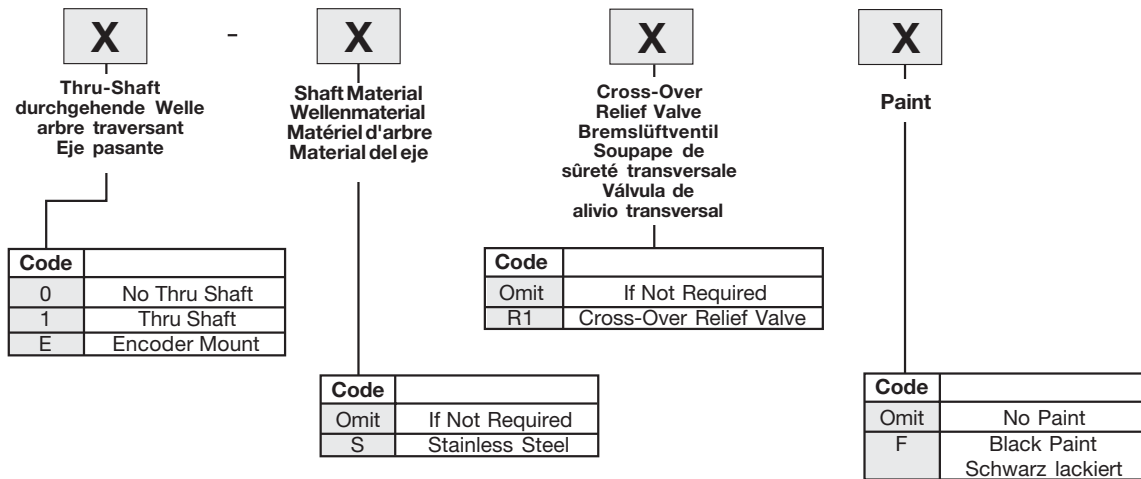 X - X X X
Thru-Shaft
durchgehende Welle
arbre traversant
Eje pasante
Shaft Material
Wellenmaterial
Matériel d'arbre
Material del eje
Cross-Over
Relief Valve
Bremslüftventil
Soupape de
sûreté transversale
Válvula de
alivio transversal
Paint
Code
0 No Thru Shaft
1 Thru Shaft
E Encoder Mount
Code
Omit If Not Required
S Stainless Steel
Code
Omit If Not Required
R1 Cross-Over Relief Valve
Code
Omit No Paint
F Black Paint
Schwarz lackiert